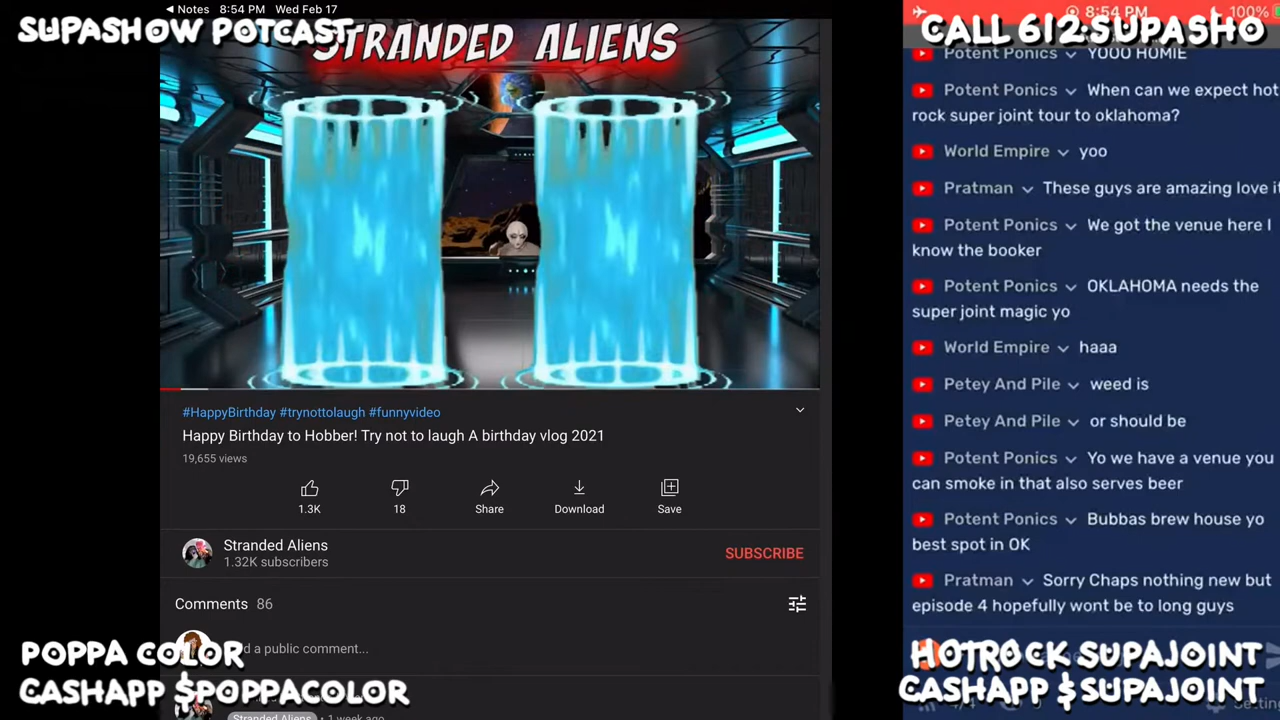 Notes 8:54 PM Wed Feb 17
SUPASHOW POTCAST
STRANDED ALIENS
#HappyBirthday #trynottolaugh #funnyvideo
Happy Birthday to Hobber! Try not to laugh A birthday vlog 2021
19,655 views
1.3K 18 Share Download Save
Stranded Aliens
1.32K subscribers
SUBSCRIBE
Comments 86
d a public comment...
Stranded Aliens • 1 week ago
POPPA COLOR
CASHAPP $POPPACOLOR
8:54 PM 100%
CALL 612-SUPASHO
Potent Ponics YOOO HOMIE
Potent Ponics When can we expect hot
rock super joint tour to oklahoma?
World Empire yoo
Pratman These guys are amazing love it
Potent Ponics We got the venue here I
know the booker
Potent Ponics OKLAHOMA needs the
super joint magic yo
World Empire haaa
Petey And Pile weed is
Petey And Pile or should be
Potent Ponics Yo we have a venue you
can smoke in that also serves beer
Potent Ponics Bubbas brew house yo
best spot in OK
Pratman Sorry Chaps nothing new but
episode 4 hopefully wont be to long guys
HOTROCK SUPAJOINT
CASHAPP $SUPAJOINT